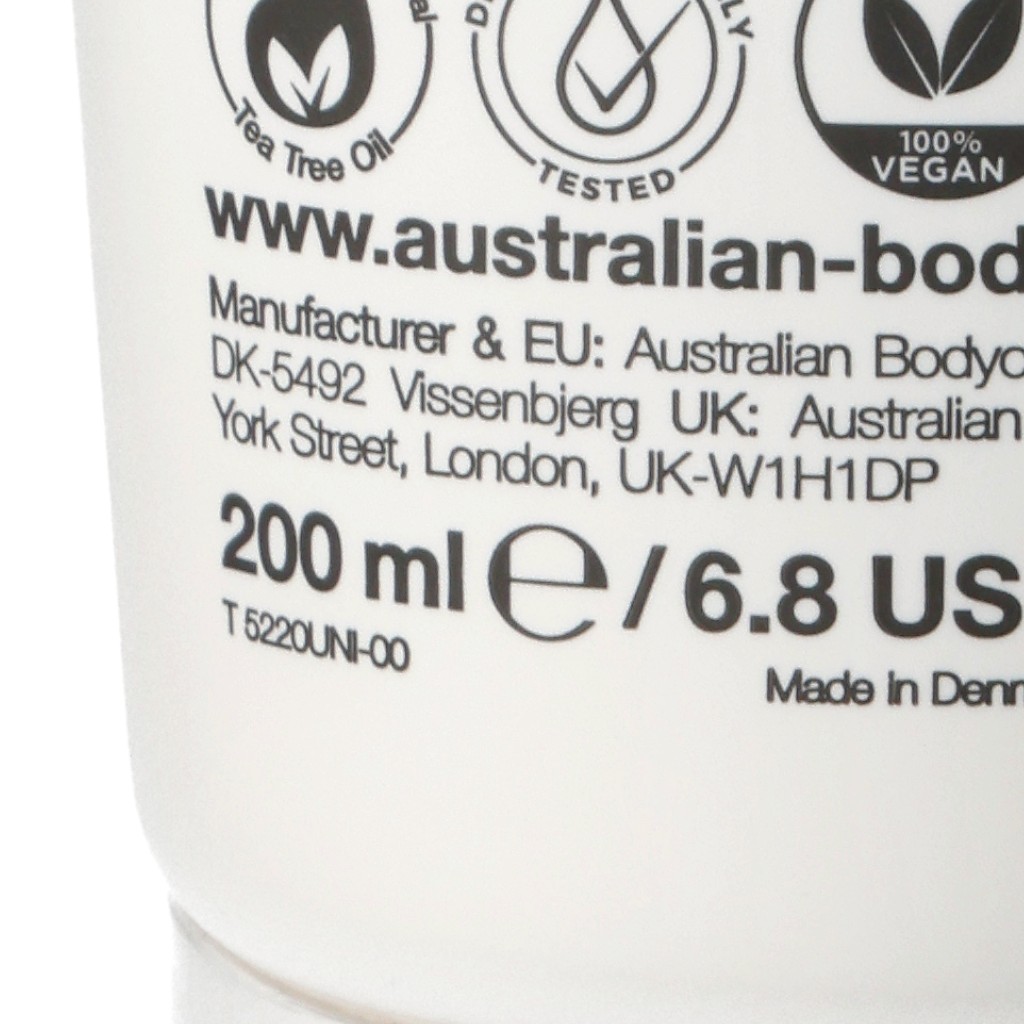 Tea Tree Oil
TESTED
100%
VEGAN
www.australian-bod
Manufacturer & EU: Australian Bodyc
DK-5492 Vissenbjerg UK: Australian
York Street, London, UK-W1H1DP
200 ml ℮ / 6.8 US
T 5220UNI-00
Made in Denm